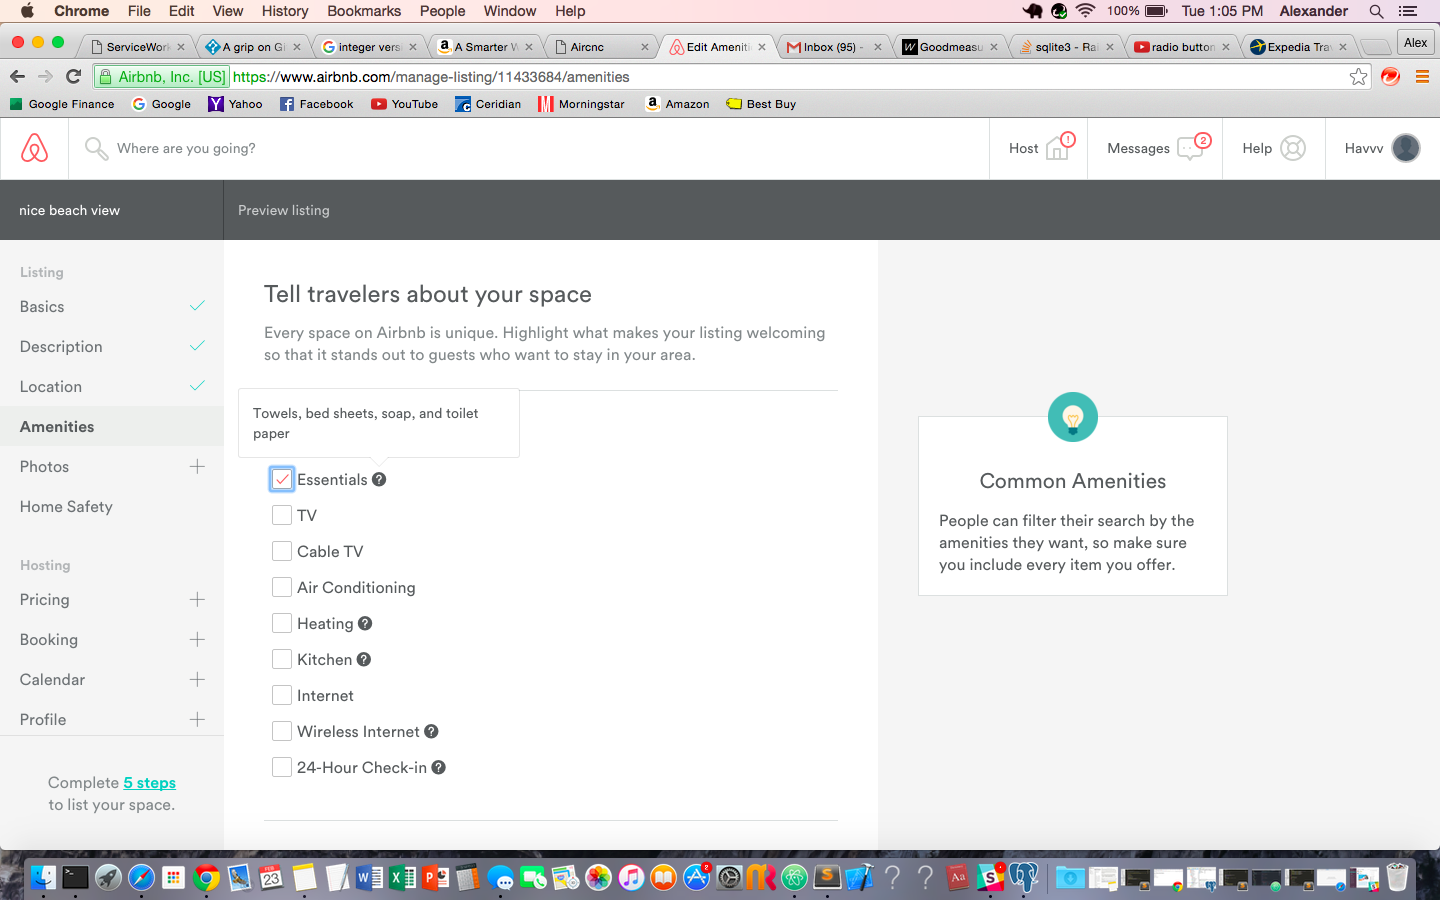 Chrome File Edit View History Bookmarks People Window Help 100% Tue 1:05 PM Alexander
ServiceWork A grip on Gi integer vers A Smarter W Aircnc Edit Ameniti Inbox (95) - Goodmeasu sqlite3 - Ra radio button Expedia Trav Alex
Airbnb, Inc. [US] https://www.airbnb.com/manage-listing/11433684/amenities
Google Finance Google Yahoo Facebook YouTube Ceridian Morningstar Amazon Best Buy
Where are you going? Host ! Messages 2 Help Havvv
nice beach view Preview listing
Listing
Basics
Description
Location
Amenities
Photos
Home Safety
Hosting
Pricing
Booking
Calendar
Profile
Complete 5 steps
to list your space.
Tell travelers about your space
Every space on Airbnb is unique. Highlight what makes your listing welcoming
so that it stands out to guests who want to stay in your area.
Towels, bed sheets, soap, and toilet
paper
Essentials ?
TV
Cable TV
Air Conditioning
Heating ?
Kitchen ?
Internet
Wireless Internet ?
24-Hour Check-in ?
Common Amenities
People can filter their search by the
amenities they want, so make sure
you include every item you offer.
FEB
23